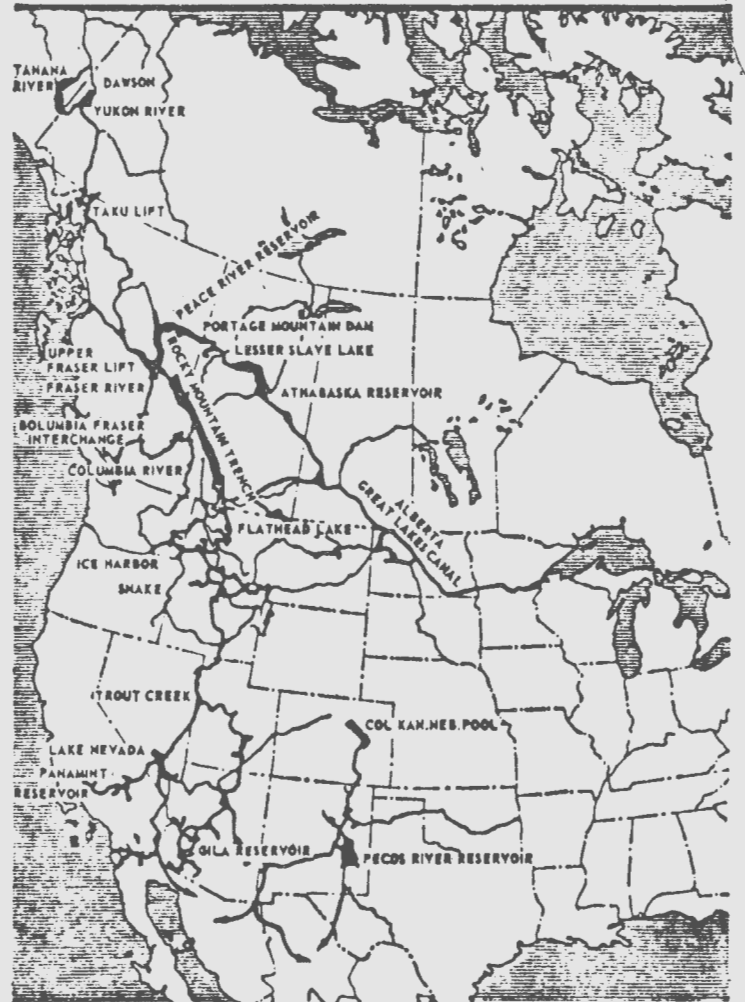 TANANA
RIVER
DAWSON
YUKON RIVER
TAKU LIFT
PEACE RIVER RESERVOIR
PORTAGE MOUNTAIN DAM
LESSER SLAVE LAKE
UPPER
FRASER LIFT
FRASER RIVER
ROCKY MOUNTAIN TRENCH
ATHABASKA RESERVOIR
BOLUMBIA FRASER
INTERCHANGE
COLUMBIA RIVER
ALBERTA
GREAT LAKES CANAL
FLATHEAD LAKE
ICE HARBOR
SNAKE
TROUT CREEK
COL KAN. NEB. POOL
LAKE NEVADA
PANAMINT
RESERVOIR
GILA RESERVOIR
PECOS RIVER RESERVOIR